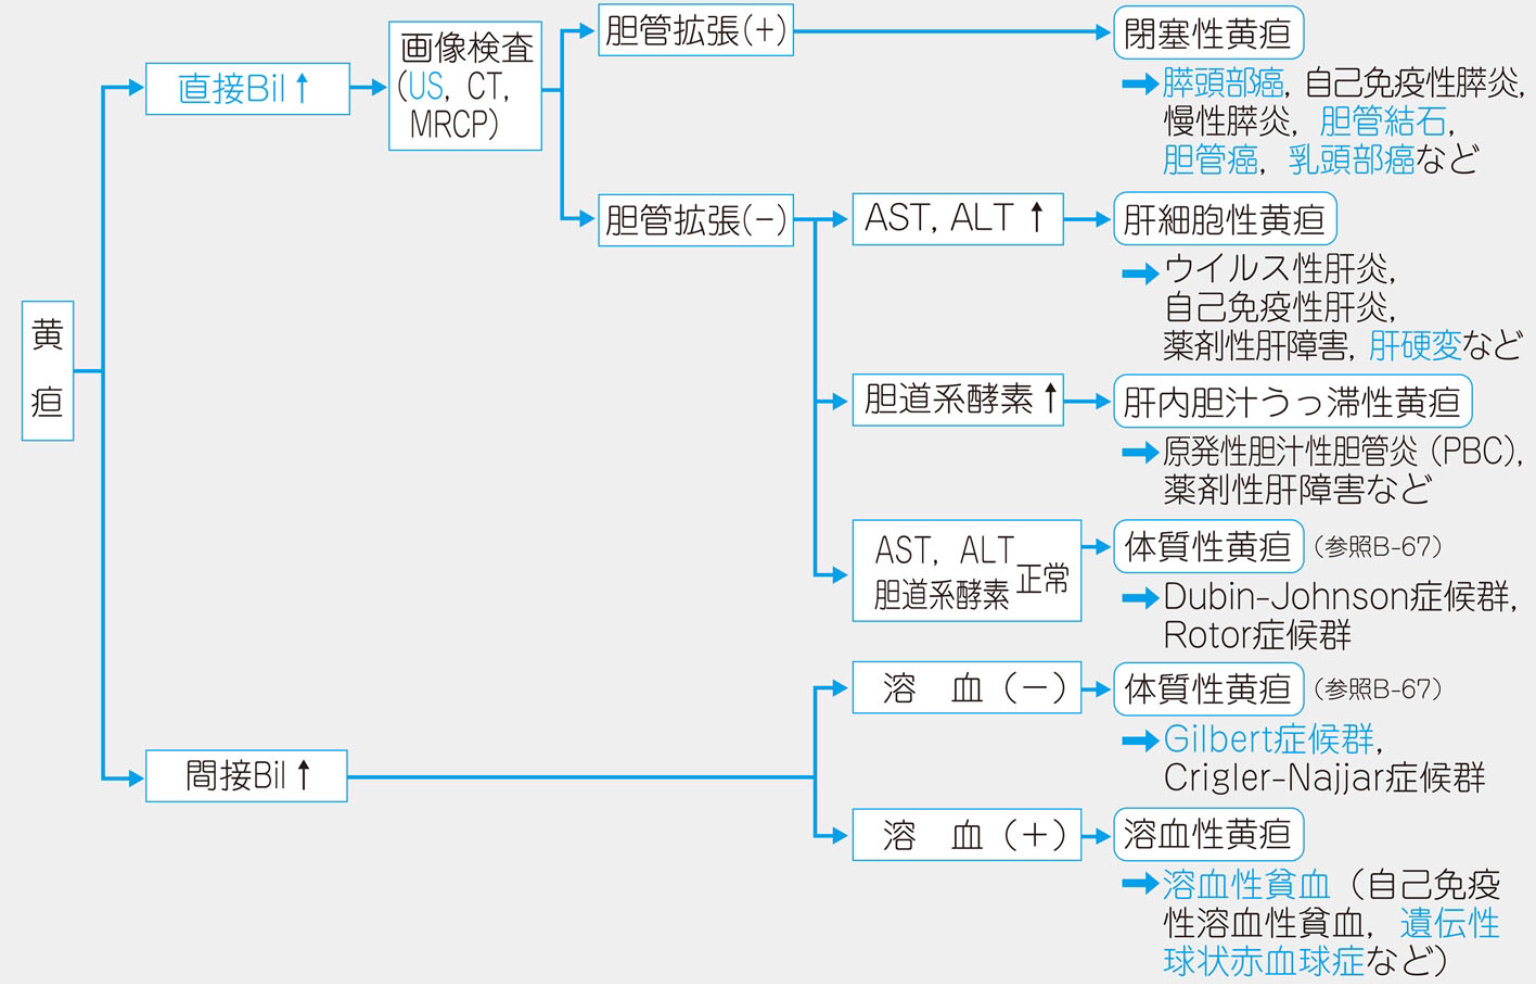 黄疸
直接Bil↑
画像検査
(US, CT,
MRCP)
胆管拡張(+)
閉塞性黄疸
膵頭部癌, 自己免疫性膵炎,
慢性膵炎, 胆管結石,
胆管癌, 乳頭部癌など
胆管拡張(−)
AST, ALT↑
肝細胞性黄疸
ウイルス性肝炎,
自己免疫性肝炎,
薬剤性肝障害, 肝硬変など
胆道系酵素↑
肝内胆汁うっ滞性黄疸
原発性胆汁性胆管炎 (PBC),
薬剤性肝障害など
AST, ALT
胆道系酵素 正常
体質性黄疸 (参照B-67)
Dubin-Johnson症候群,
Rotor症候群
間接Bil↑
溶 血 (−)
体質性黄疸 (参照B-67)
Gilbert症候群,
Crigler-Najjar症候群
溶 血 (+)
溶血性黄疸
溶血性貧血 (自己免疫
性溶血性貧血, 遺伝性
球状赤血球症など)